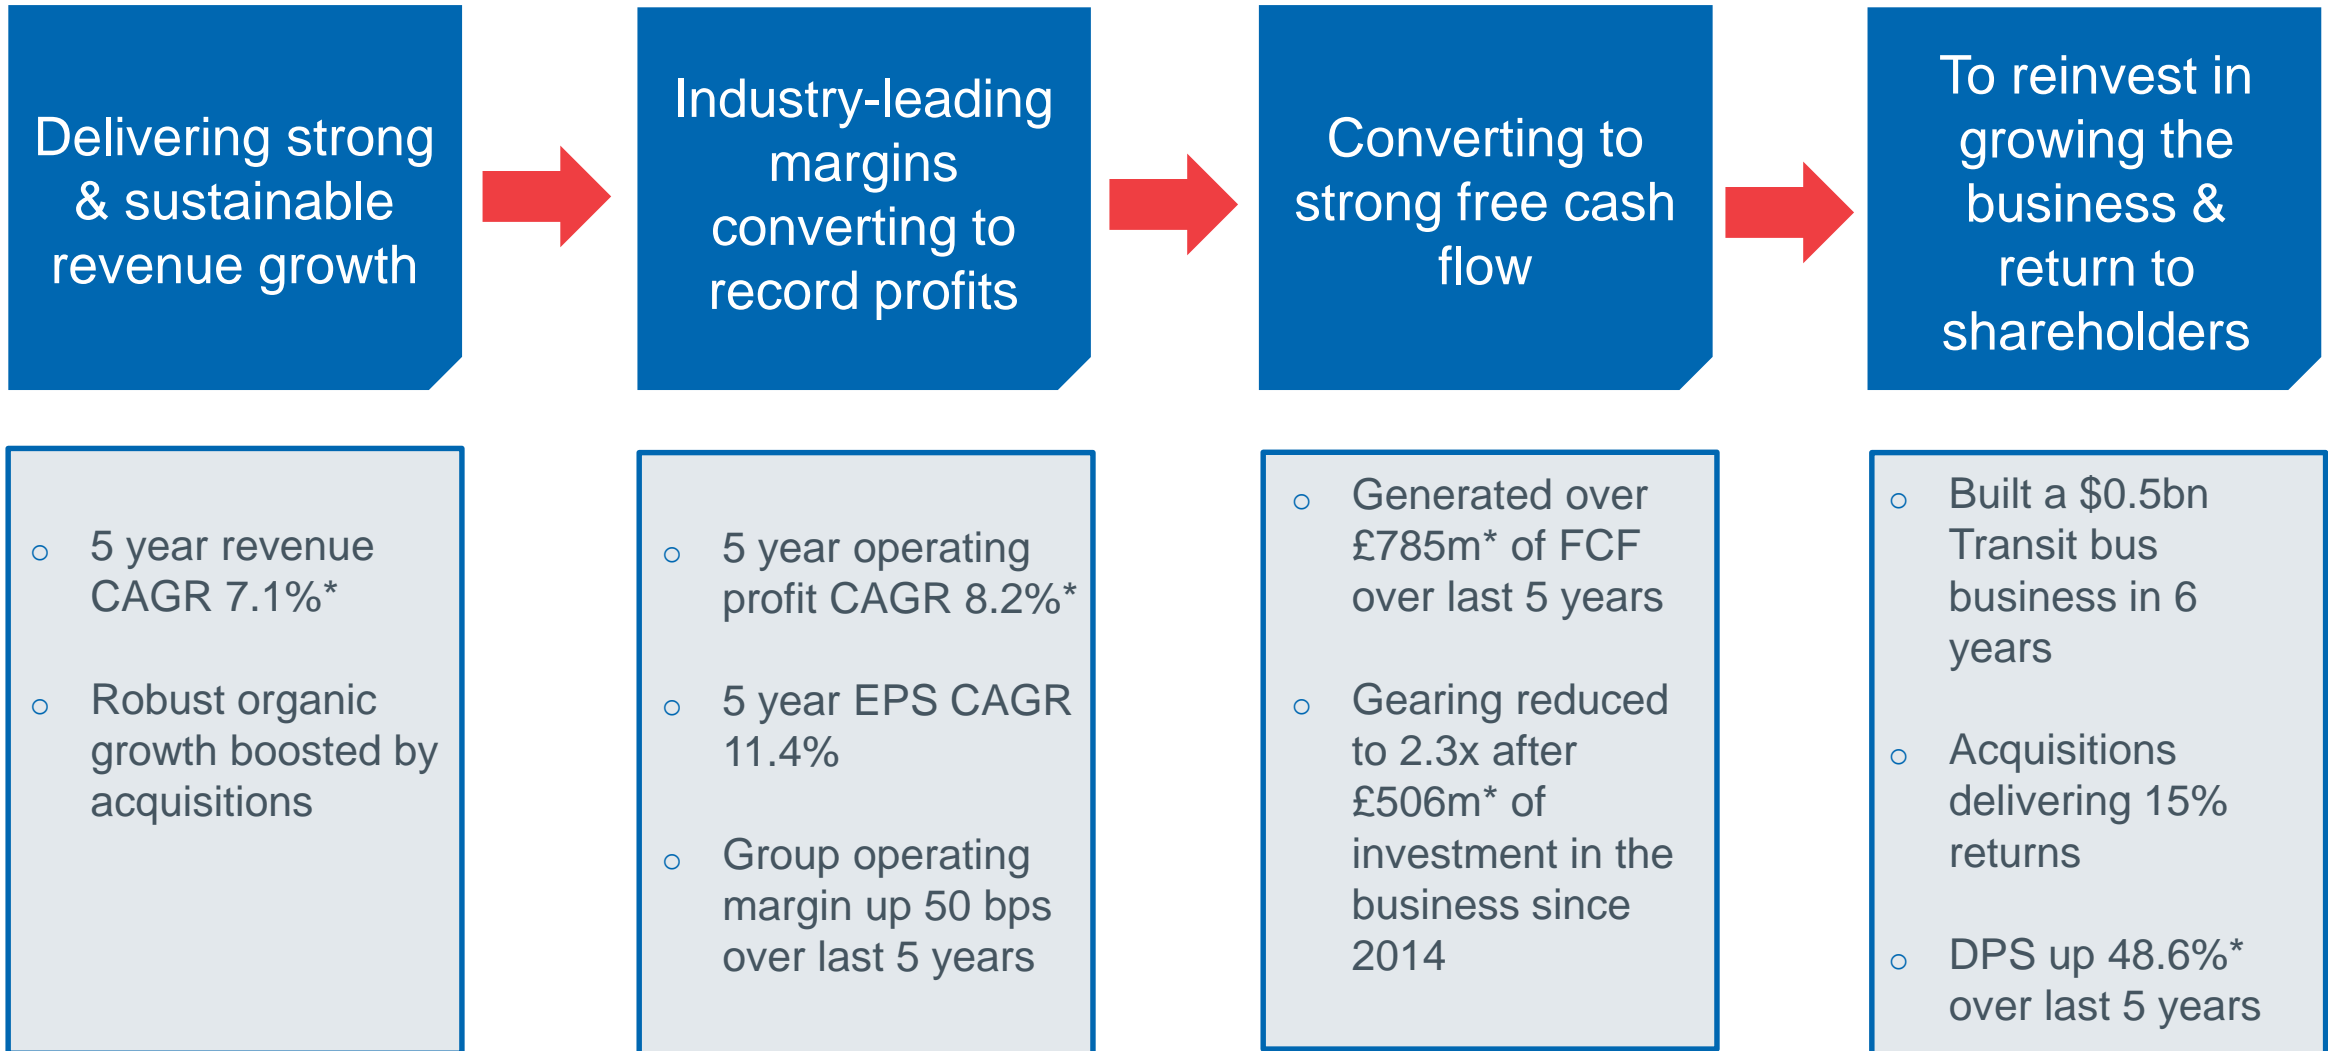 Delivering strong
& sustainable
revenue growth
Industry-leading
margins
converting to
record profits
Converting to
strong free cash
flow
To reinvest in
growing the
business &
return to
shareholders
5 year revenue
CAGR 7.1%*
Robust organic
growth boosted by
acquisitions
5 year operating
profit CAGR 8.2%*
5 year EPS CAGR
11.4%
Group operating
margin up 50 bps
over last 5 years
Generated over
£785m* of FCF
over last 5 years
Gearing reduced
to 2.3x after
£506m* of
investment in the
business since
2014
Built a $0.5bn
Transit bus
business in 6
years
Acquisitions
delivering 15%
returns
DPS up 48.6%*
over last 5 years